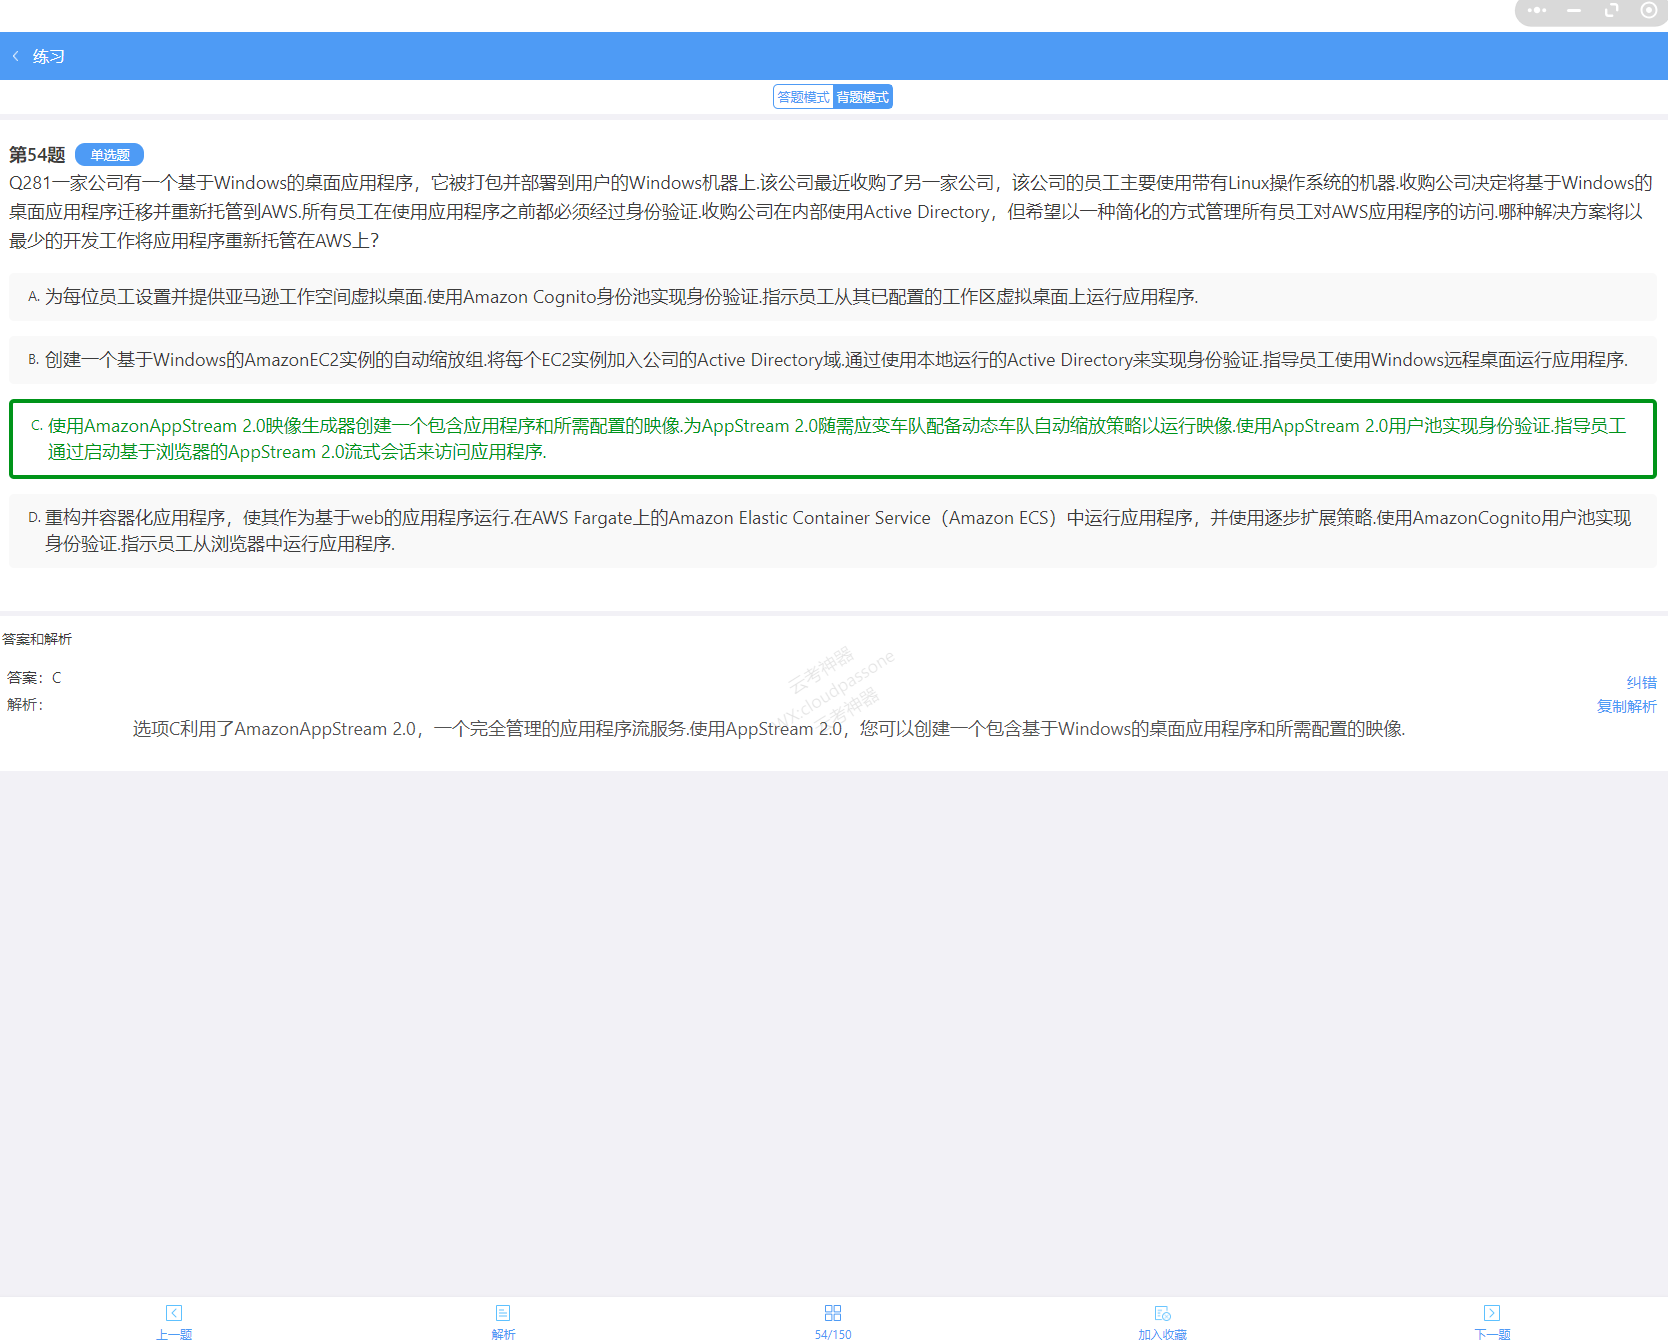 练习
答题模式 背题模式
第54题 单选题
Q281一家公司有一个基于Windows的桌面应用程序，它被打包并部署到用户的Windows机器上.该公司最近收购了另一家公司，该公司的员工主要使用带有Linux操作系统的机器.收购公司决定将基于Windows的
桌面应用程序迁移并重新托管到AWS.所有员工在使用应用程序之前都必须经过身份验证.收购公司在内部使用Active Directory，但希望以一种简化的方式管理所有员工对AWS应用程序的访问.哪种解决方案将以
最少的开发工作将应用程序重新托管在AWS上？
A. 为每位员工设置并提供亚马逊工作空间虚拟桌面.使用Amazon Cognito身份池实现身份验证.指示员工从其已配置的工作区虚拟桌面上运行应用程序.
B. 创建一个基于Windows的AmazonEC2实例的自动缩放组.将每个EC2实例加入公司的Active Directory域.通过使用本地运行的Active Directory来实现身份验证.指导员工使用Windows远程桌面运行应用程序.
C. 使用AmazonAppStream 2.0映像生成器创建一个包含应用程序和所需配置的映像.为AppStream 2.0随需应变车队配备动态车队自动缩放策略以运行映像.使用AppStream 2.0用户池实现身份验证.指导员工
通过启动基于浏览器的AppStream 2.0流式会话来访问应用程序.
D. 重构并容器化应用程序，使其作为基于web的应用程序运行.在AWS Fargate上的Amazon Elastic Container Service（Amazon ECS）中运行应用程序，并使用逐步扩展策略.使用AmazonCognito用户池实现
身份验证.指示员工从浏览器中运行应用程序.
答案和解析
答案：C
解析：
纠错
复制解析
云考神器
WX:cloudpassone
云考神器
选项C利用了AmazonAppStream 2.0，一个完全管理的应用程序流服务.使用AppStream 2.0，您可以创建一个包含基于Windows的桌面应用程序和所需配置的映像.
上一题 解析 54/150 加入收藏 下一题